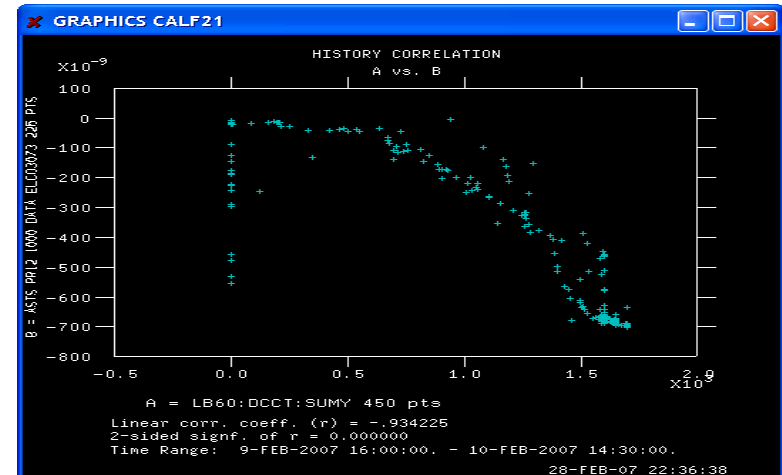 GRAPHICS CALF21
HISTORY CORRELATION
A vs. B
X10-9
100
0
-100
-200
-300
-400
-500
-600
-700
-800
B = ASTS PR12 1000 DATA ELC03073 226 PTS
-0.5 0.0 0.5 1.0 1.5 2.0
X103
A = LB60:DCCT:SUMY 450 pts
Linear corr. coeff. (r) = -.934225
2-sided signf. of r = 0.000000
Time Range: 9-FEB-2007 16:00:00. - 10-FEB-2007 14:30:00.
28-FEB-07 22:36:38